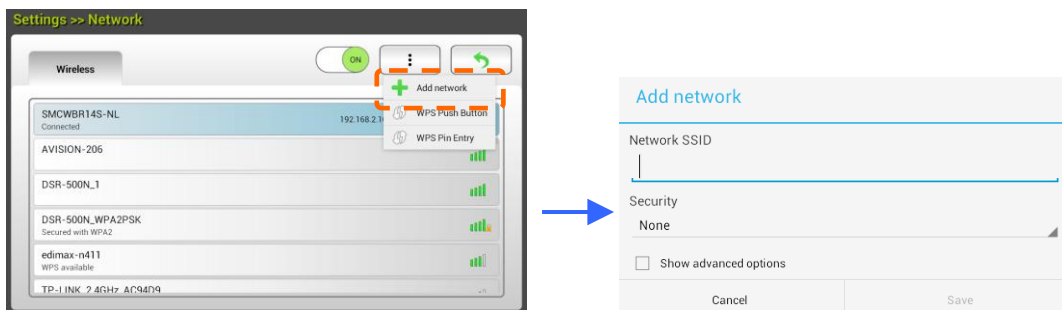 Settings >> Network
Wireless
ON
Add network
SMCWBR14S-NL
Connected
192.168.2.1
WPS Push Button
WPS Pin Entry
AVISION-206
DSR-500N_1
DSR-500N_WPA2PSK
Secured with WPA2
edimax-n411
WPS available
TP-LINK_2.4GHz_AC94D9
Add network
Network SSID
Security
None
Show advanced options
Cancel
Save